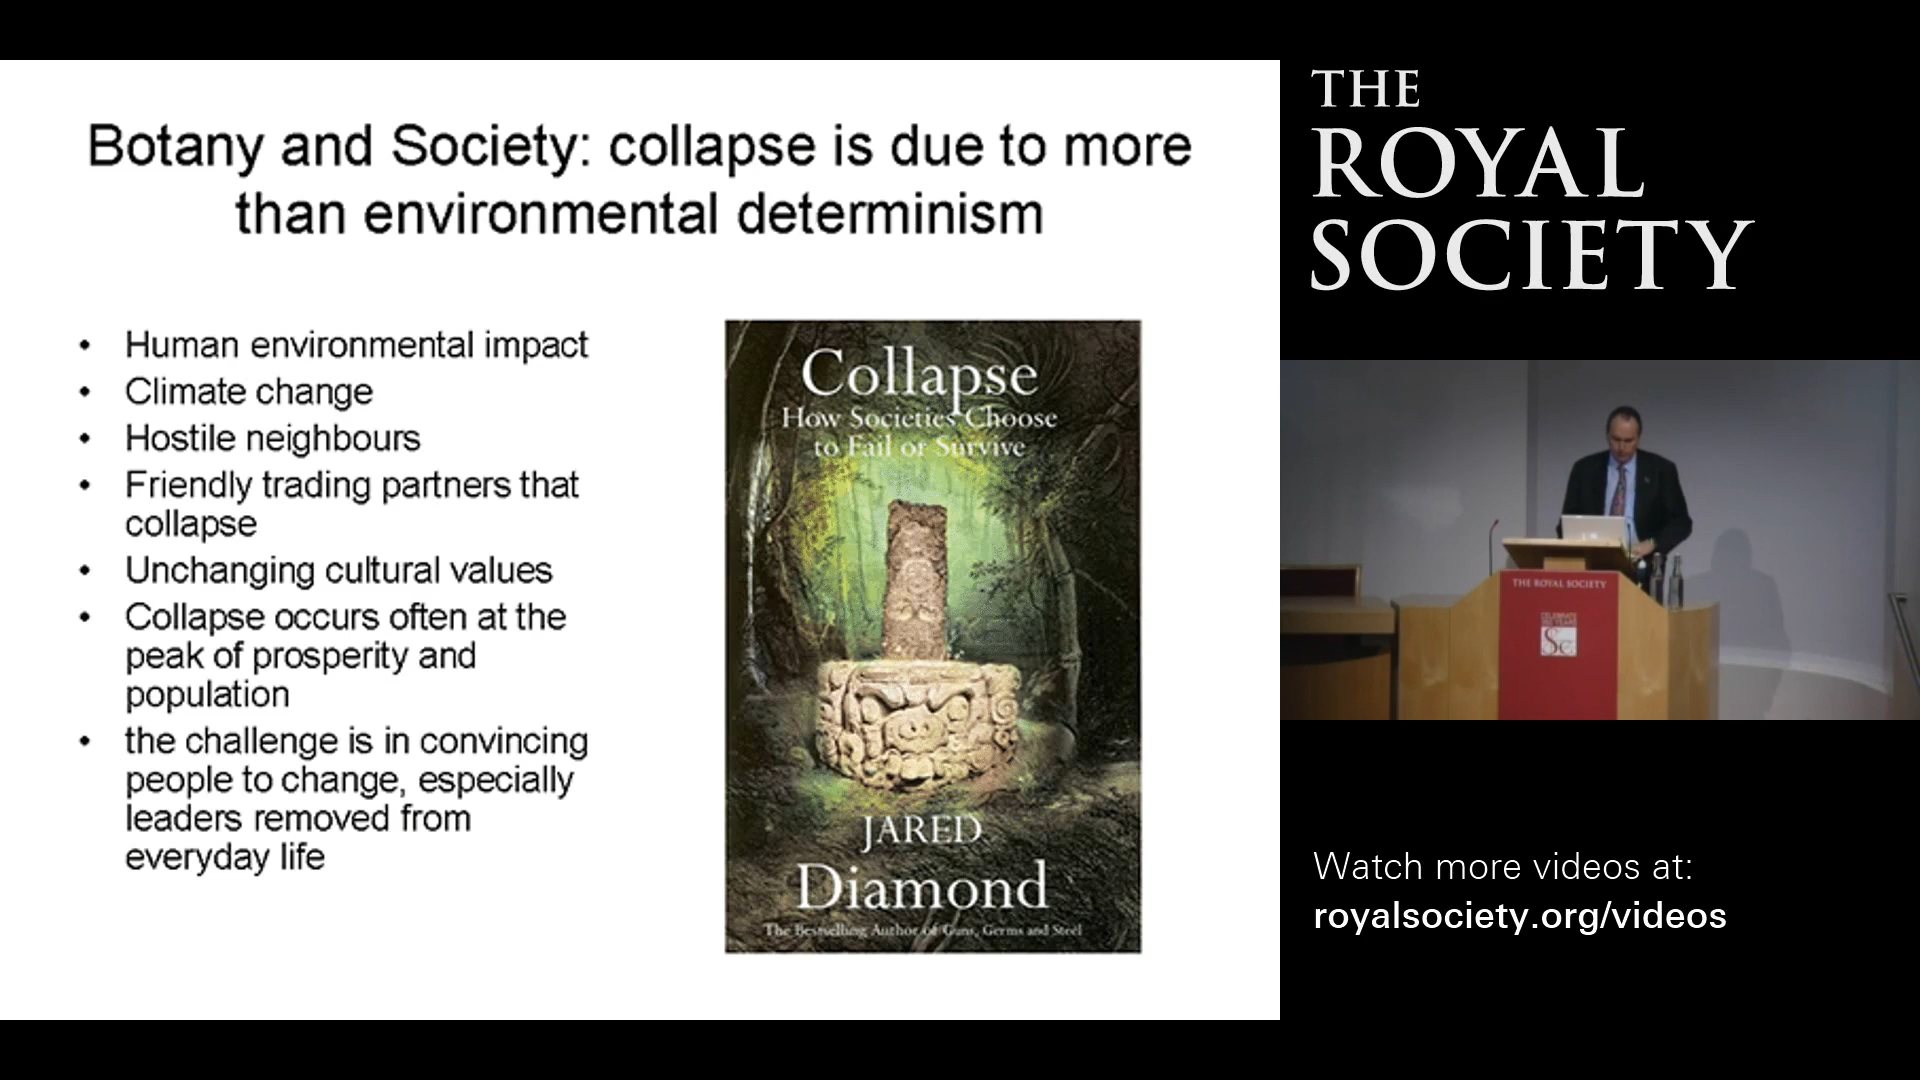 Botany and Society: collapse is due to more
than environmental determinism
• Human environmental impact
• Climate change
• Hostile neighbours
• Friendly trading partners that
collapse
• Unchanging cultural values
• Collapse occurs often at the
peak of prosperity and
population
• the challenge is in convincing
people to change, especially
leaders removed from
everyday life
Collapse
How Societies Choose
to Fail or Survive
JARED
Diamond
The Bestselling Author of Guns, Germs and Steel
THE
ROYAL
SOCIETY
THE ROYAL SOCIETY
Watch more videos at:
royalsociety.org/videos